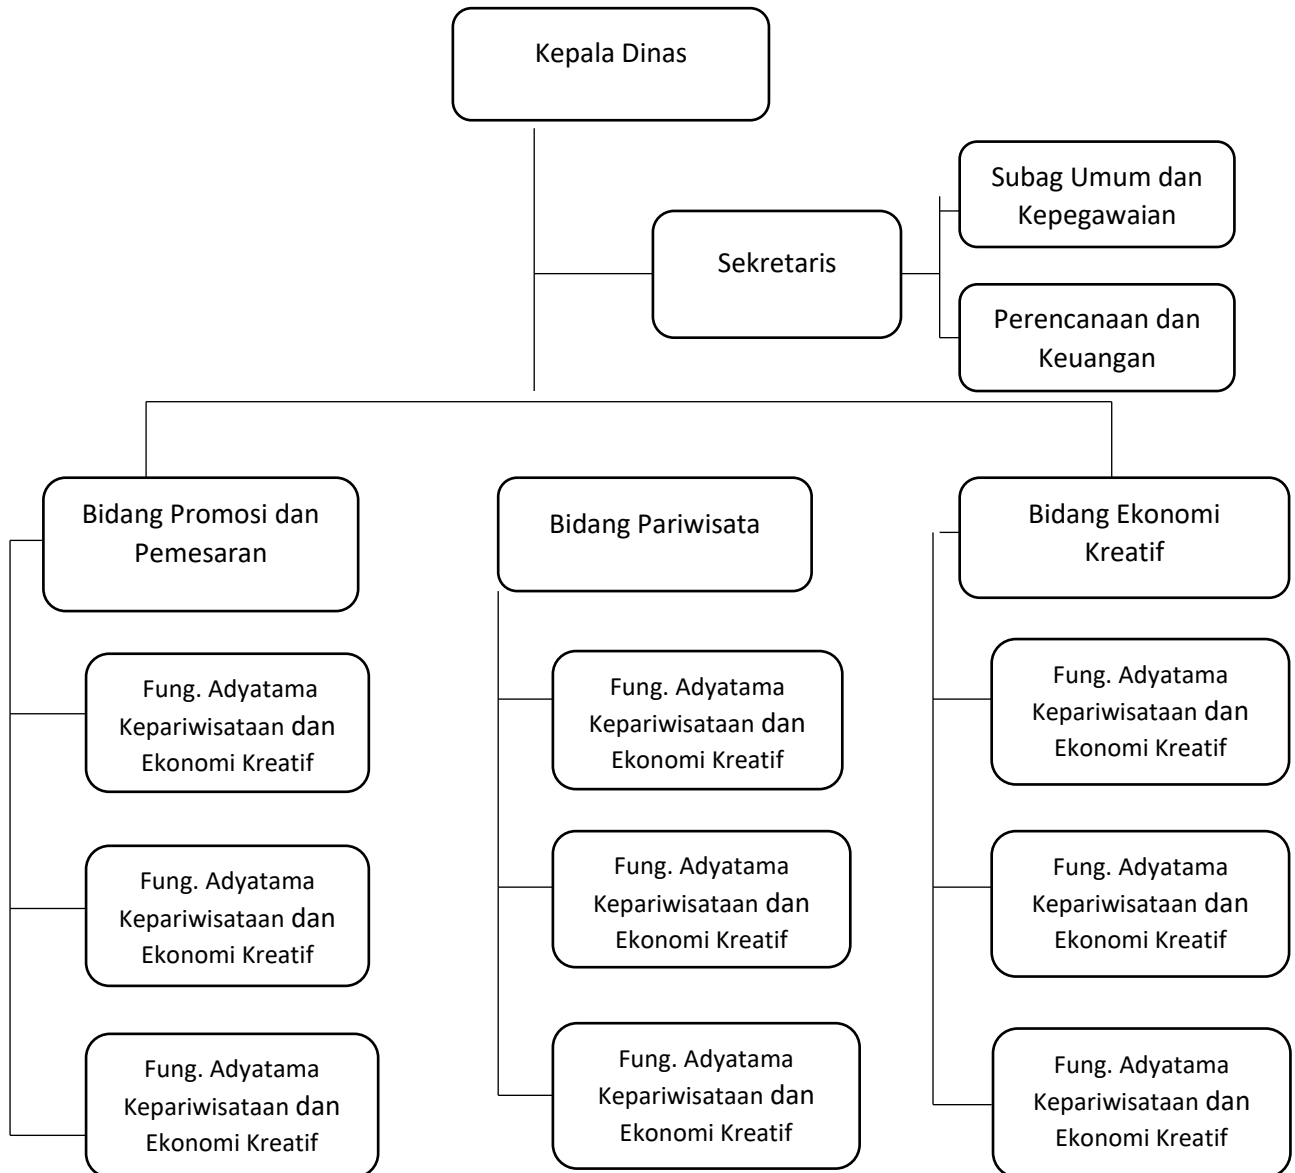 Kepala Dinas
Subag Umum dan
Kepegawaian
Sekretaris
Perencanaan dan
Keuangan
Bidang Promosi dan
Pemesaran
Bidang Pariwisata
Bidang Ekonomi
Kreatif
Fung. Adyatama
Kepariwisataan dan
Ekonomi Kreatif
Fung. Adyatama
Kepariwisataan dan
Ekonomi Kreatif
Fung. Adyatama
Kepariwisataan dan
Ekonomi Kreatif
Fung. Adyatama
Kepariwisataan dan
Ekonomi Kreatif
Fung. Adyatama
Kepariwisataan dan
Ekonomi Kreatif
Fung. Adyatama
Kepariwisataan dan
Ekonomi Kreatif
Fung. Adyatama
Kepariwisataan dan
Ekonomi Kreatif
Fung. Adyatama
Kepariwisataan dan
Ekonomi Kreatif
Fung. Adyatama
Kepariwisataan dan
Ekonomi Kreatif